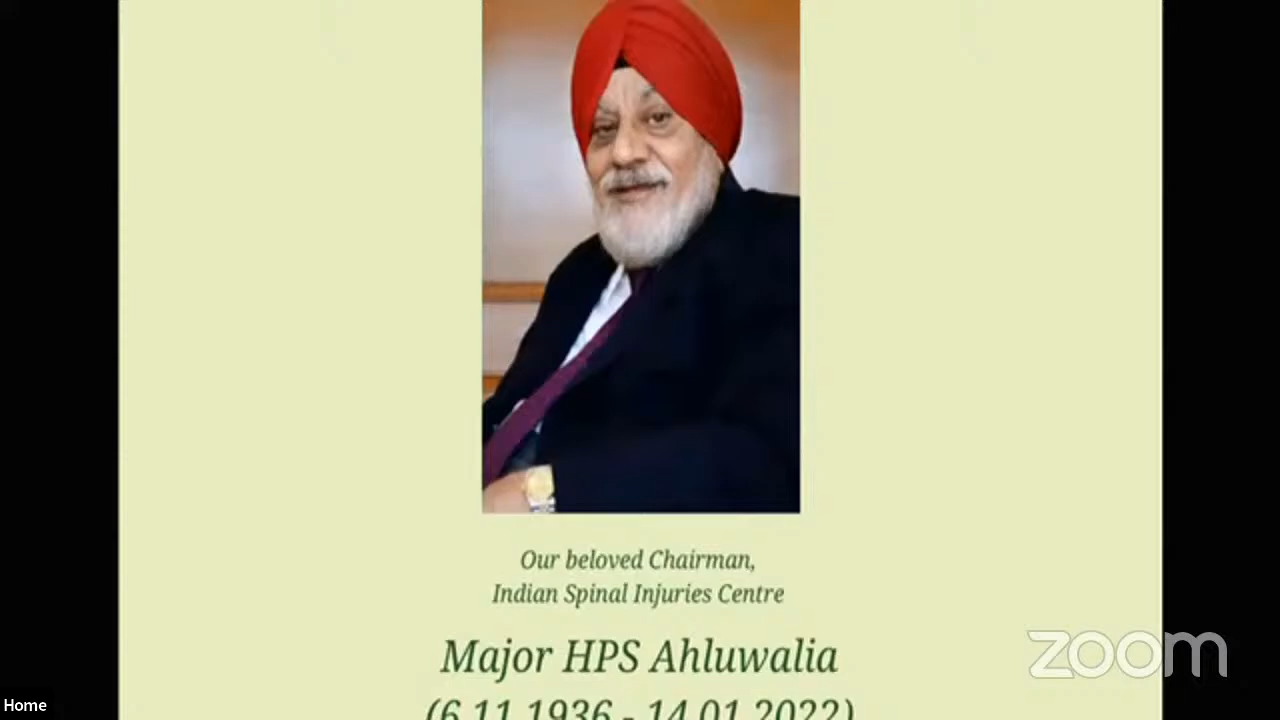 Our beloved Chairman,
Indian Spinal Injuries Centre
Major HPS Ahluwalia
(6.11.1936 - 14.01.2022)
zoom
Home